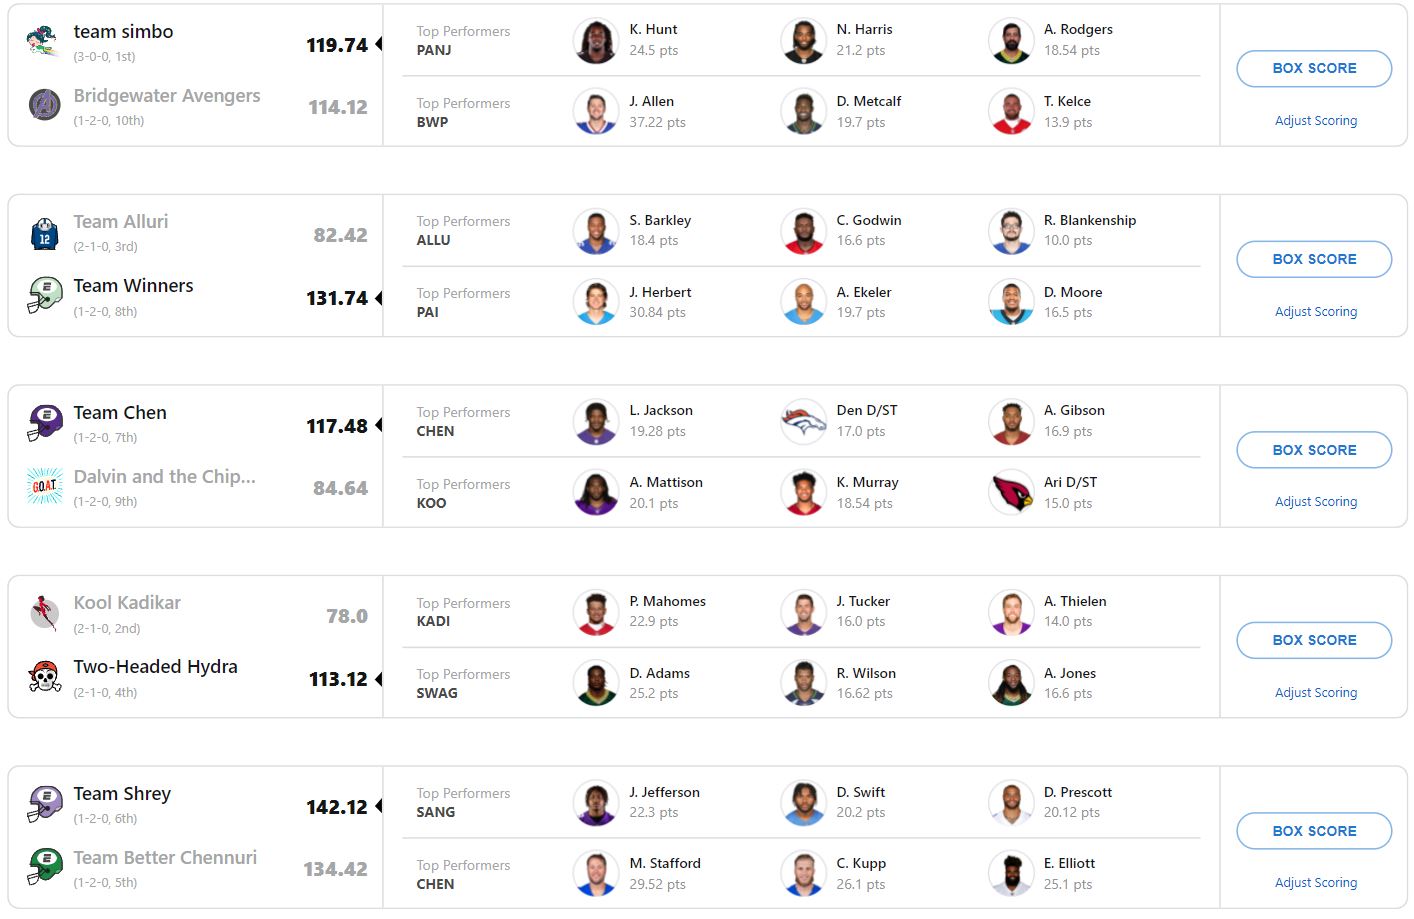 team simbo
(3-0-0, 1st)
119.74
Bridgewater Avengers
(1-2-0, 10th)
114.12
Top Performers
PANJ
K. Hunt
24.5 pts
N. Harris
21.2 pts
A. Rodgers
18.54 pts
Top Performers
BWP
J. Allen
37.22 pts
D. Metcalf
19.7 pts
T. Kelce
13.9 pts
BOX SCORE
Adjust Scoring
Team Alluri
(2-1-0, 3rd)
82.42
12
Team Winners
(1-2-0, 8th)
131.74
Top Performers
ALLU
S. Barkley
18.4 pts
C. Godwin
16.6 pts
R. Blankenship
10.0 pts
Top Performers
PAI
J. Herbert
30.84 pts
A. Ekeler
19.7 pts
D. Moore
16.5 pts
BOX SCORE
Adjust Scoring
Team Chen
(1-2-0, 7th)
117.48
G.O.A.T.
Dalvin and the Chip...
(1-2-0, 9th)
84.64
Top Performers
CHEN
L. Jackson
19.28 pts
Den D/ST
17.0 pts
A. Gibson
16.9 pts
Top Performers
KOO
A. Mattison
20.1 pts
K. Murray
18.54 pts
Ari D/ST
15.0 pts
BOX SCORE
Adjust Scoring
Kool Kadikar
(2-1-0, 2nd)
78.0
Two-Headed Hydra
(2-1-0, 4th)
113.12
Top Performers
KADI
P. Mahomes
22.9 pts
J. Tucker
16.0 pts
A. Thielen
14.0 pts
Top Performers
SWAG
D. Adams
25.2 pts
R. Wilson
16.62 pts
A. Jones
16.6 pts
BOX SCORE
Adjust Scoring
Team Shrey
(1-2-0, 6th)
142.12
Team Better Chennuri
(1-2-0, 5th)
134.42
Top Performers
SANG
J. Jefferson
22.3 pts
D. Swift
20.2 pts
D. Prescott
20.12 pts
Top Performers
CHEN
M. Stafford
29.52 pts
C. Kupp
26.1 pts
E. Elliott
25.1 pts
BOX SCORE
Adjust Scoring